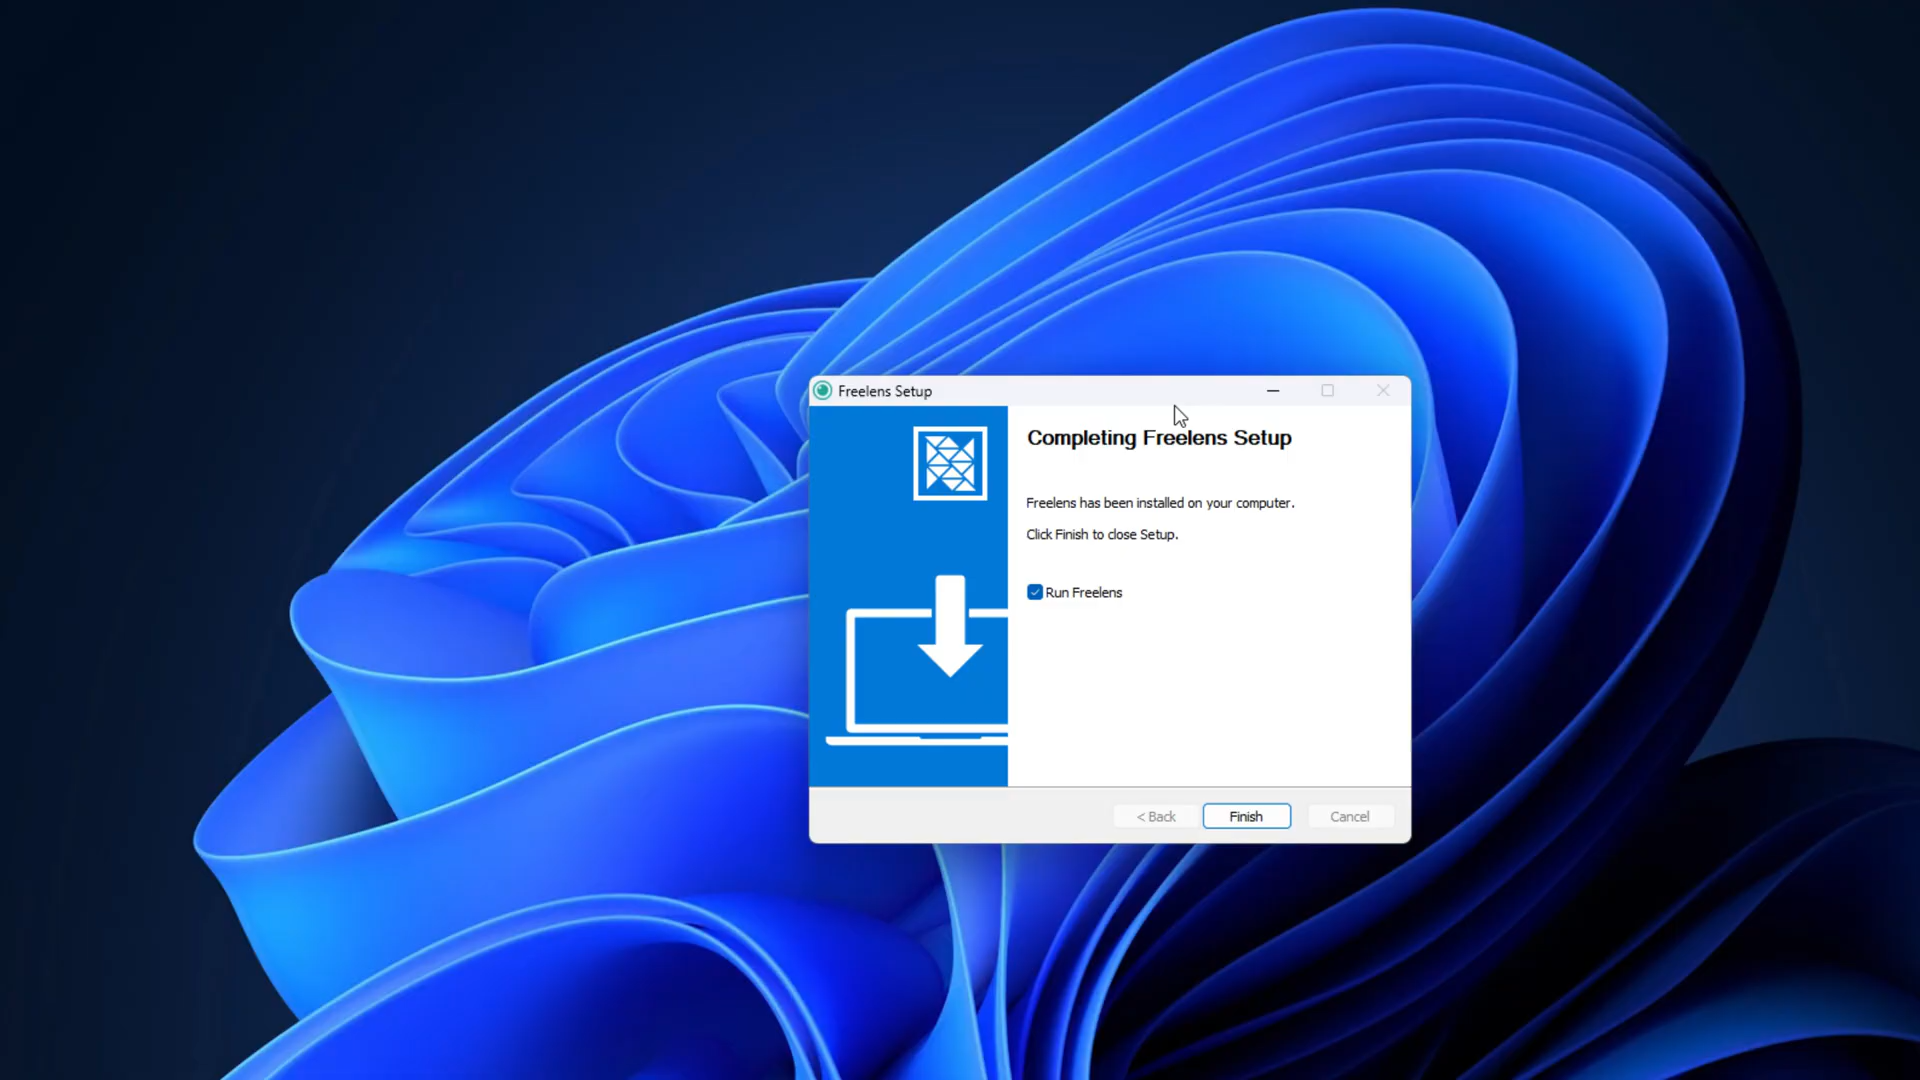 Freelens Setup
Completing Freelens Setup
Freelens has been installed on your computer.
Click Finish to close Setup.
Run Freelens
< Back
Finish
Cancel